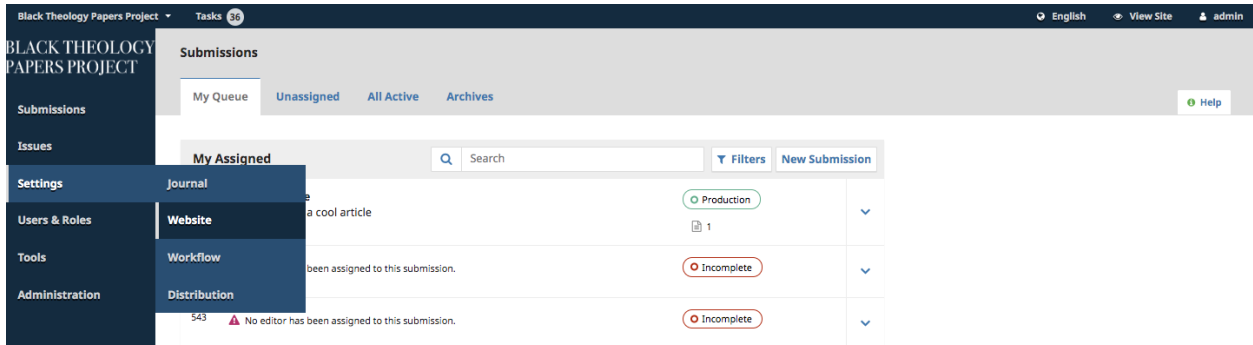 Black Theology Papers Project
Tasks 36
English
View Site
admin
BLACK THEOLOGY
PAPERS PROJECT
Submissions
My Queue
Unassigned
All Active
Archives
Help
Submissions
Issues
Settings
Users & Roles
Tools
Administration
Journal
Website
Workflow
Distribution
My Assigned
Search
Filters
New Submission
a cool article
Production
1
been assigned to this submission.
Incomplete
543
No editor has been assigned to this submission.
Incomplete